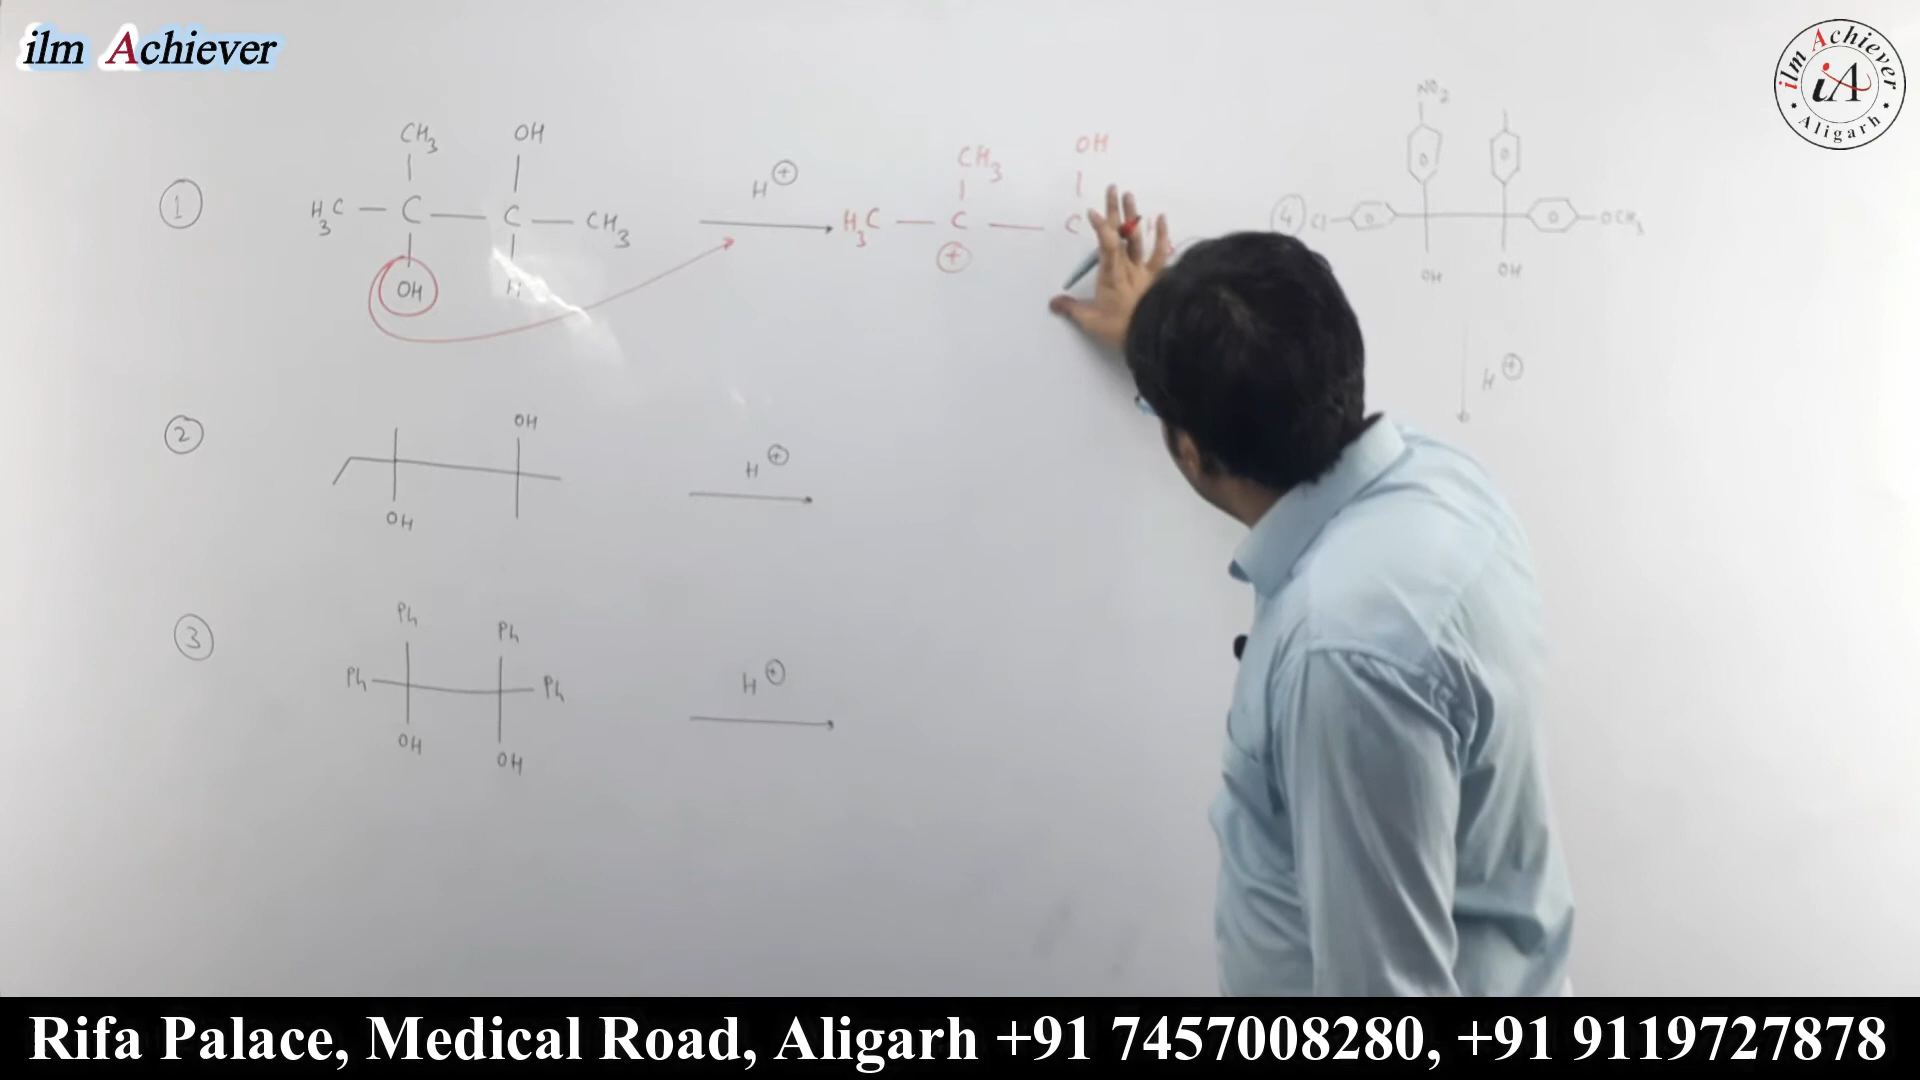 ilm Achiever
ilm Achiever
iA
Aligarh
1
CH3 OH
H3C — C — C — CH3
OH H
H⊕
CH3 OH
H3C — C — C
⊕
2
OH
OH
H⊕
3
Ph Ph
Ph Ph
OH OH
H⊕
4
NO2
Cl OCH3
OH OH
H⊕
Rifa Palace, Medical Road, Aligarh +91 7457008280, +91 9119727878